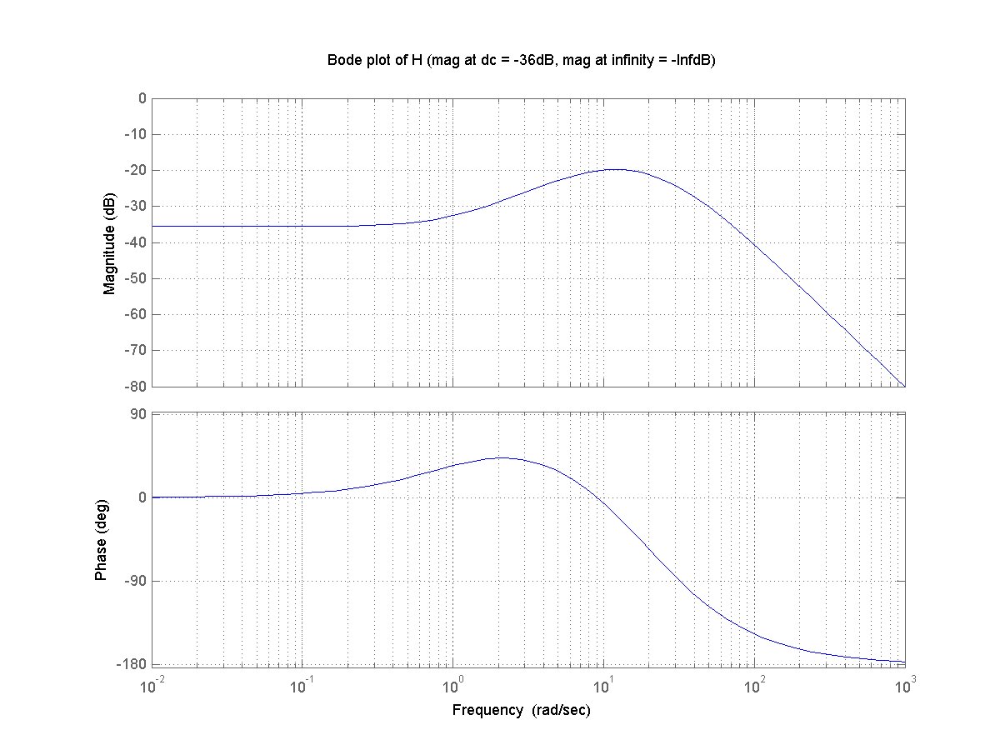 Bode plot of H (mag at dc = -36dB, mag at infinity = -InfdB)
0
-10
-20
-30
-40
-50
-60
-70
-80
Magnitude (dB)
90
0
-90
-180
Phase (deg)
10^-2 10^-1 10^0 10^1 10^2 10^3
Frequency (rad/sec)